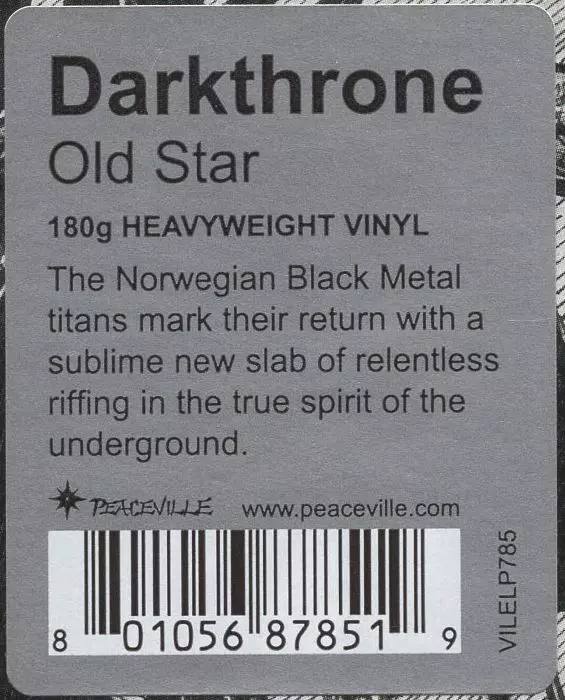 Darkthrone
Old Star
180g HEAVYWEIGHT VINYL
The Norwegian Black Metal
titans mark their return with a
sublime new slab of relentless
riffing in the true spirit of the
underground.
PEACEVILLE www.peaceville.com
8 01056 87851 9
VILELP785